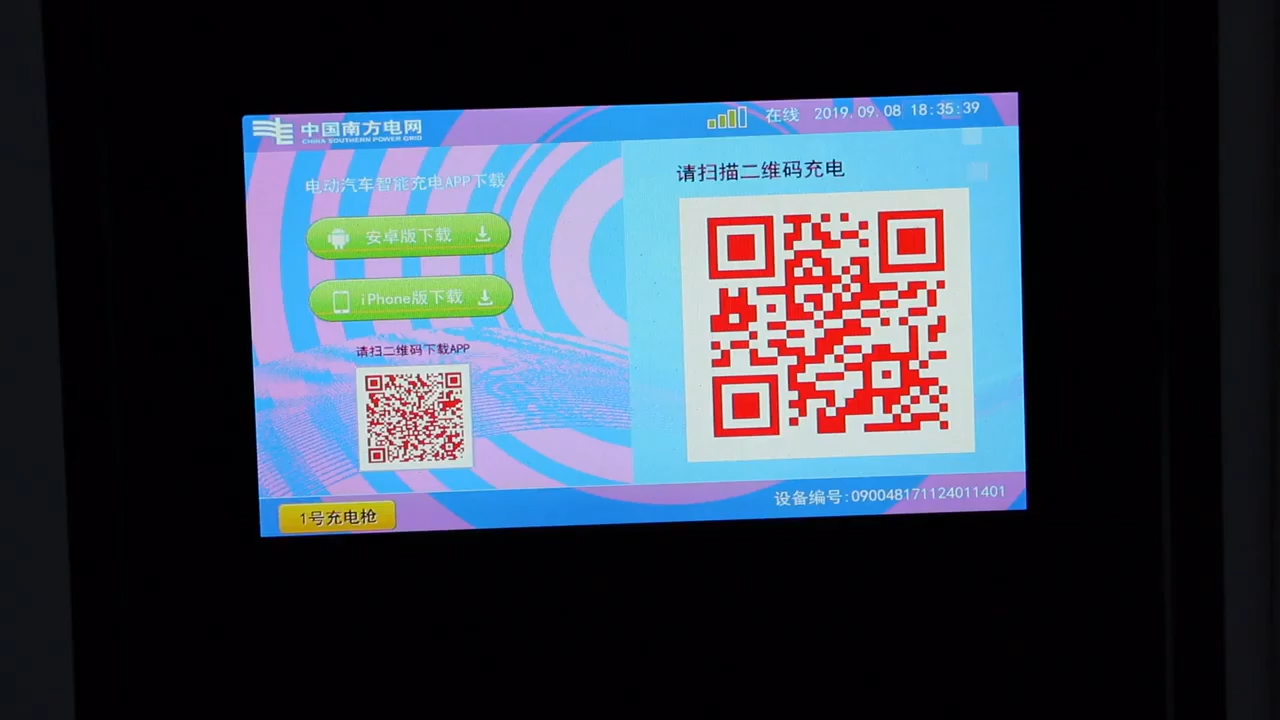 中国南方电网
CHINA SOUTHERN POWER GRID
在线 2019.09.08 18:35:39
电动汽车智能充电APP下载
安卓版下载
iPhone版下载
请扫二维码下载APP
请扫描二维码充电
1号充电枪
设备编号:090048171124011401